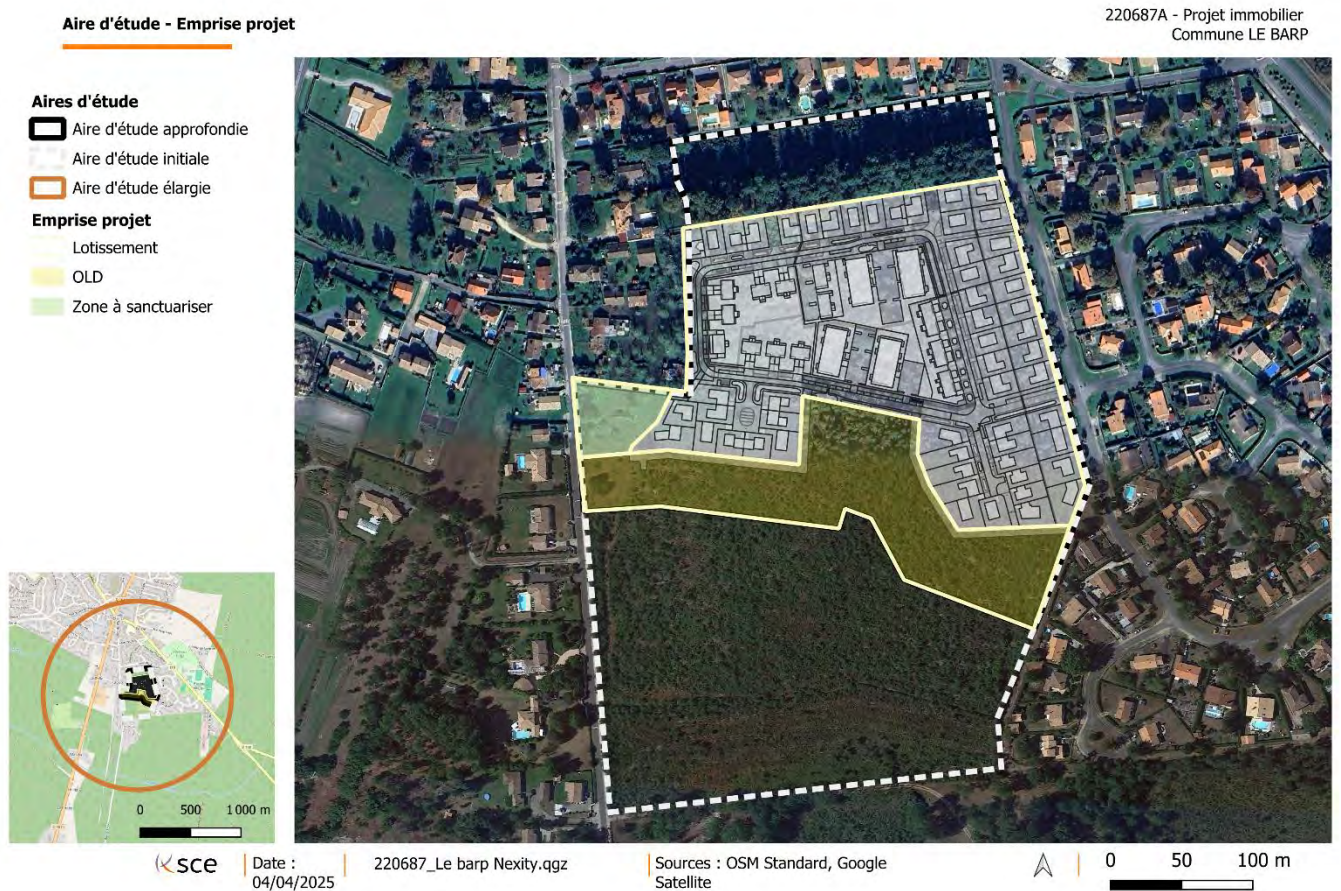 Aire d'étude - Emprise projet
220687A - Projet immobilier
Commune LE BARP
Aires d'étude
Aire d'étude approfondie
Aire d'étude initiale
Aire d'étude élargie
Emprise projet
Lotissement
OLD
Zone à sanctuariser
0 500 1 000 m
sce
Date :
04/04/2025
220687_Le barp Nexity.qgz
Sources : OSM Standard, Google
Satellite
0 50 100 m